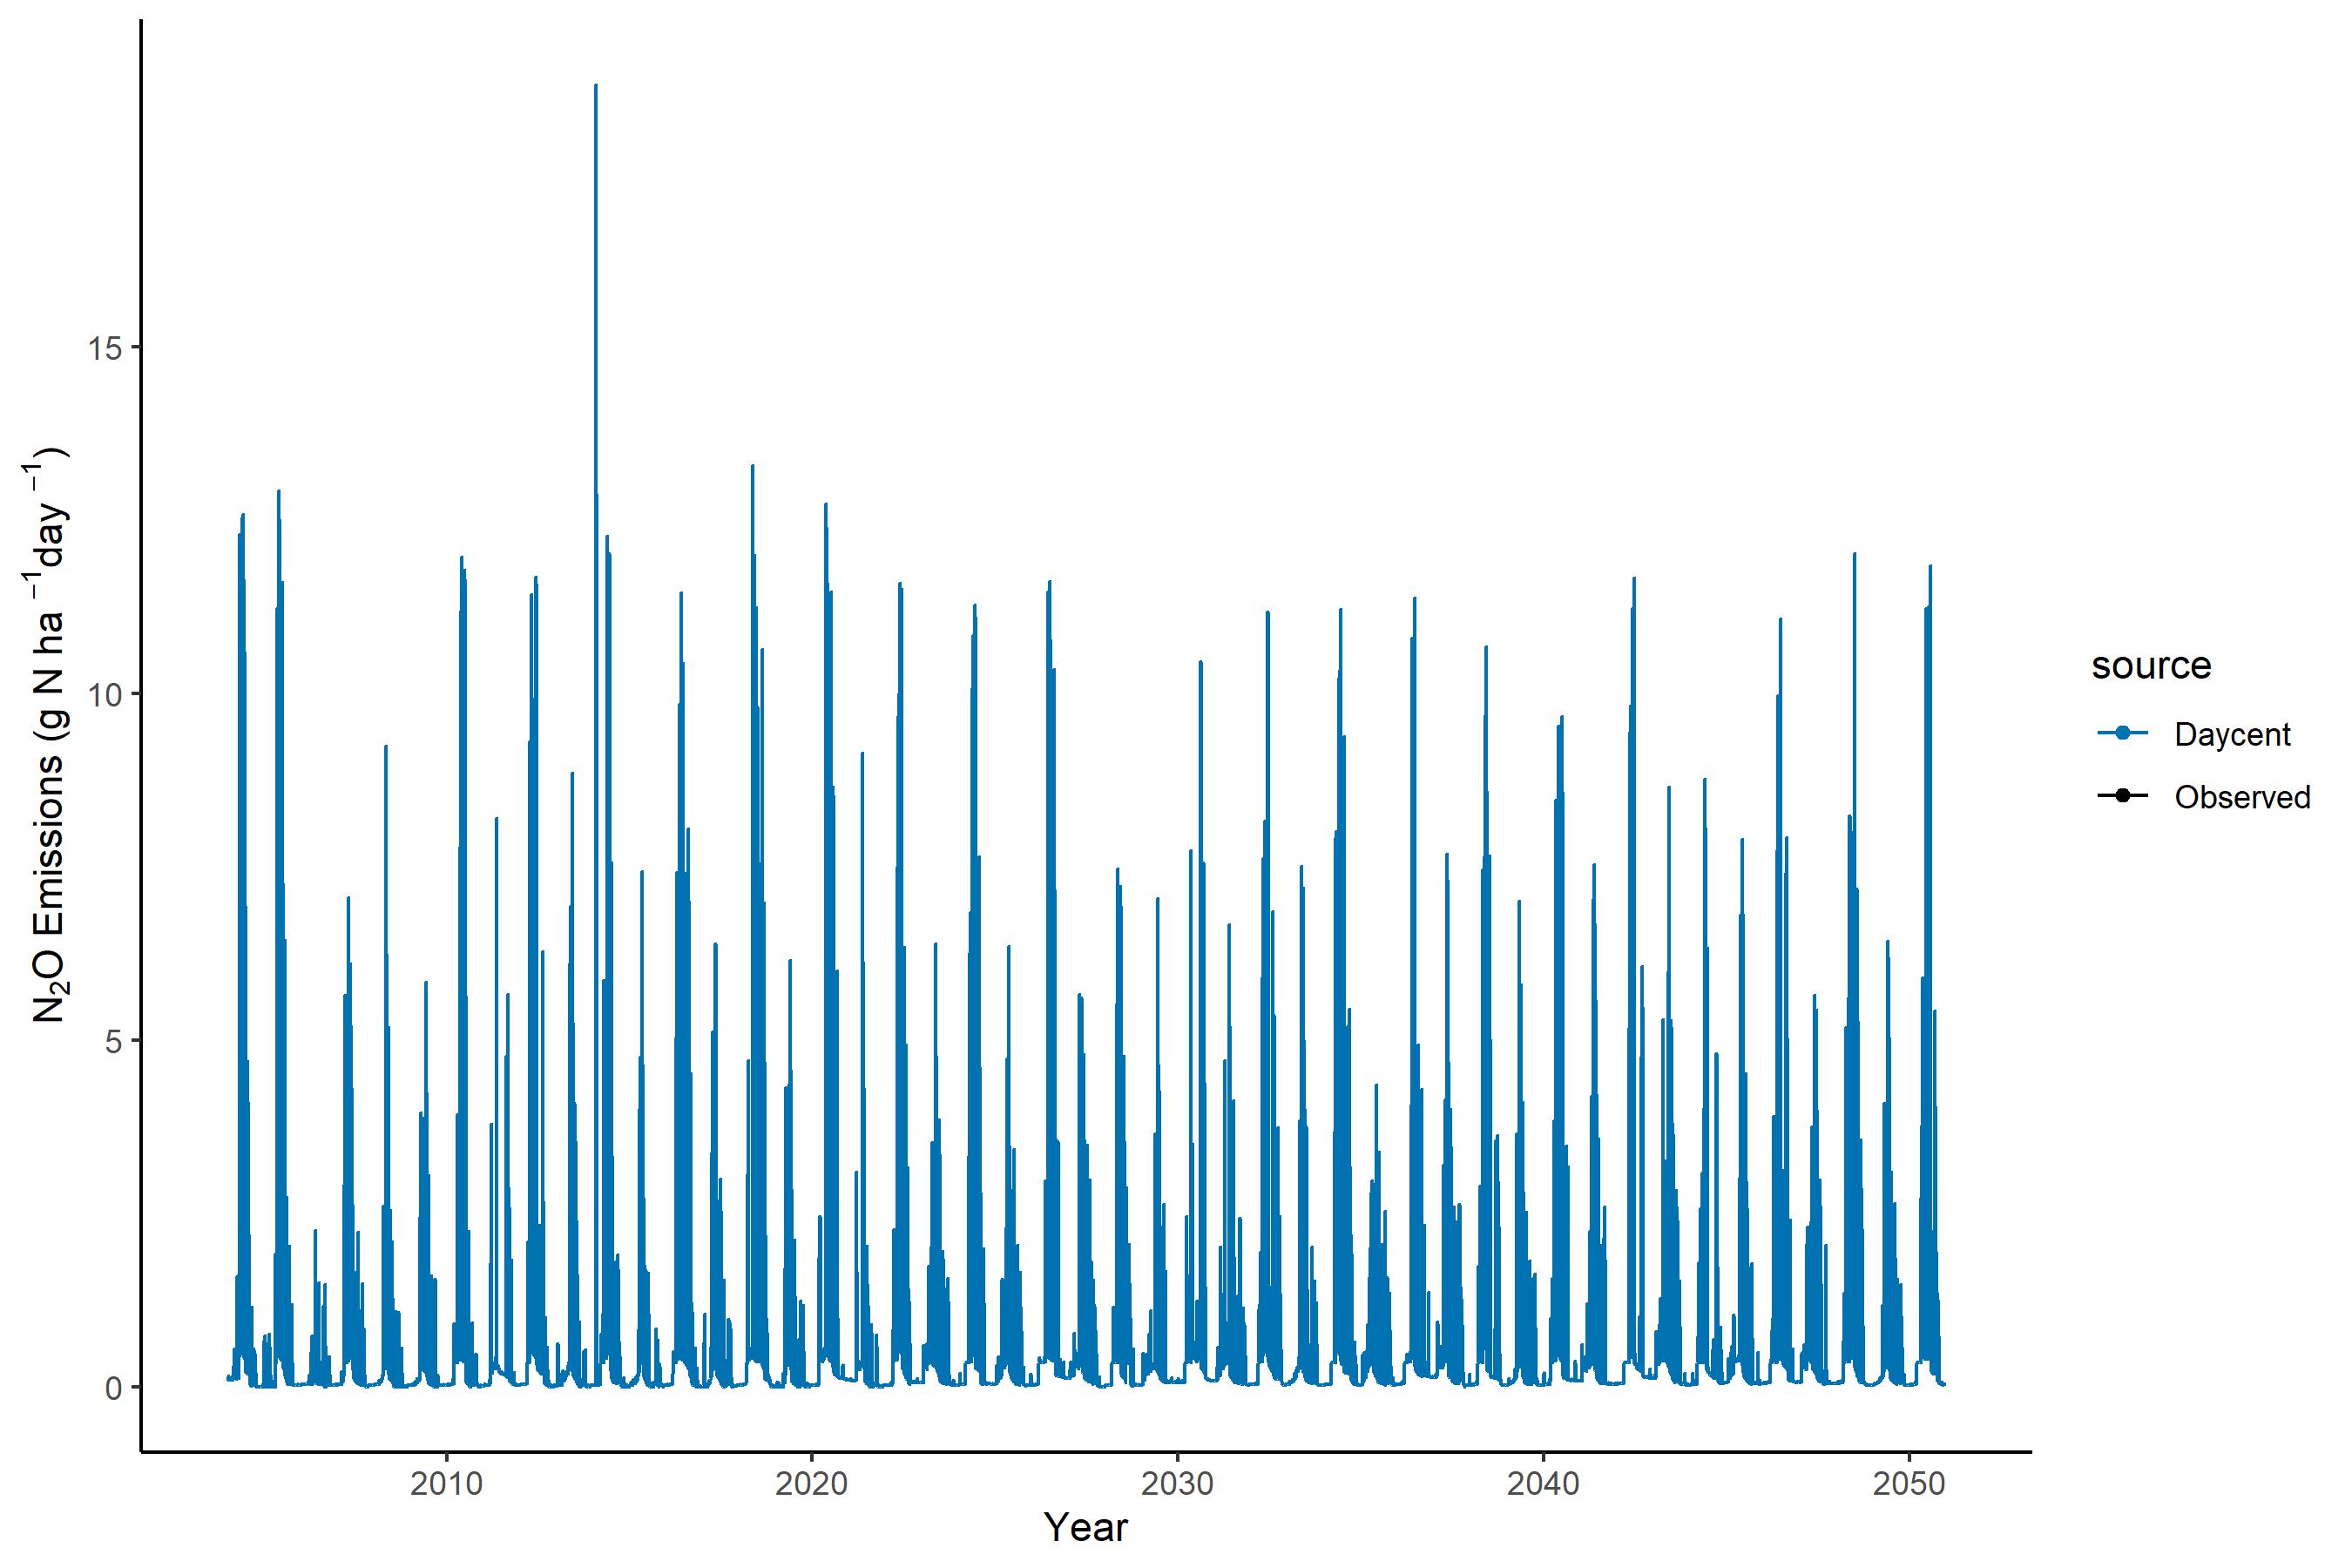 N₂O Emissions (g N ha ⁻¹day ⁻¹)
15
10
5
0
2010 2020 2030 2040 2050
Year
source
Daycent
Observed